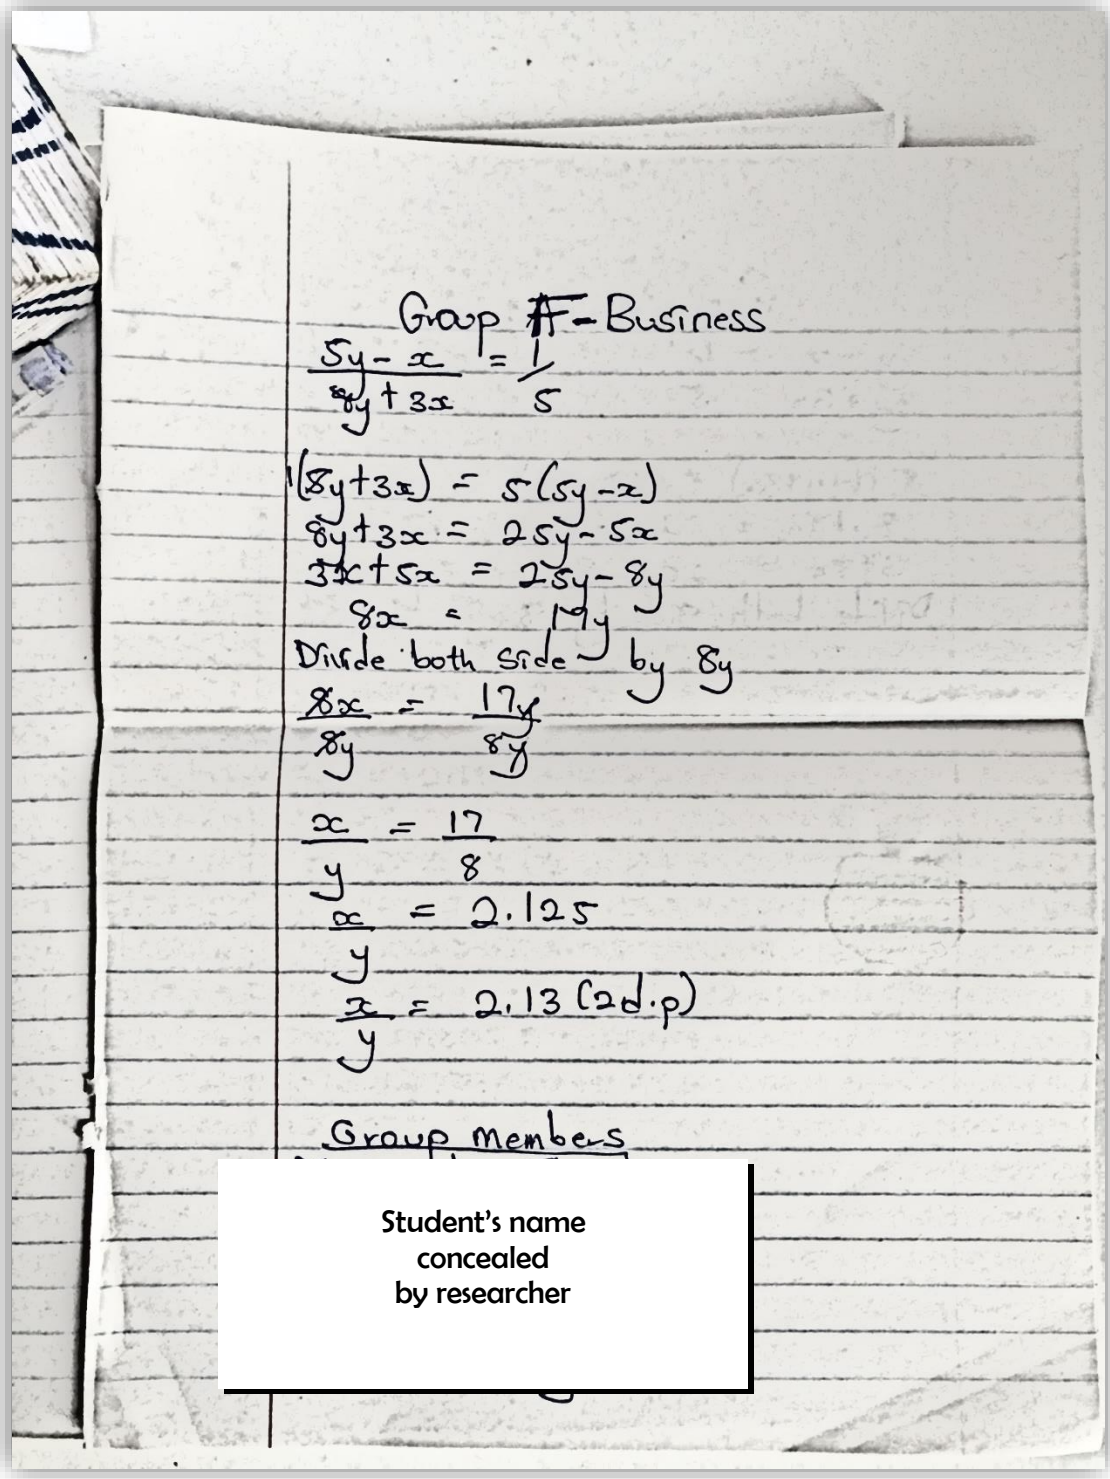 Group F-Business
5y - x = 1/5
8y + 3x
1(8y+3x) = 5(5y-x)
8y+3x = 25y-5x
3x+5x = 25y-8y
8x = 17y
Divide both side by 8y
8x = 17y
8y 8y
x = 17
y 8
x = 2.125
y
x = 2.13 (2d.p)
y
Group members
Student's name
concealed
by researcher